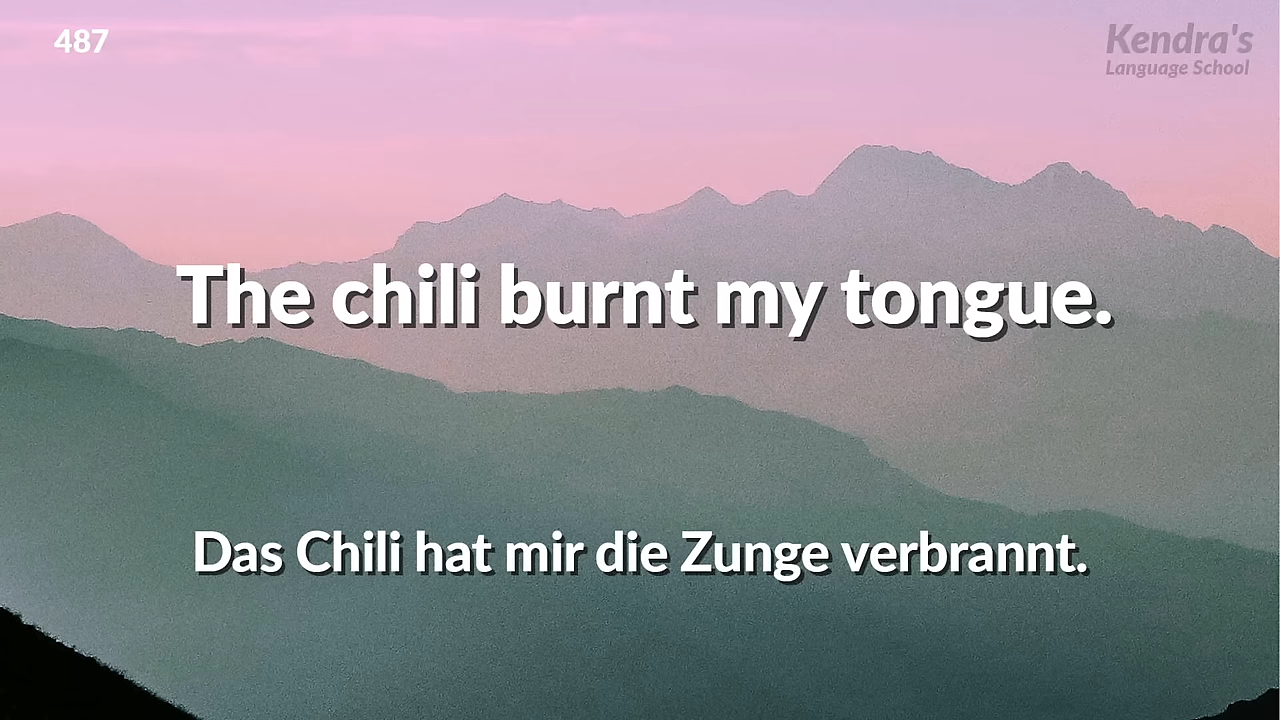 487
Kendra's
Language School
The chili burnt my tongue.
Das Chili hat mir die Zunge verbrannt.